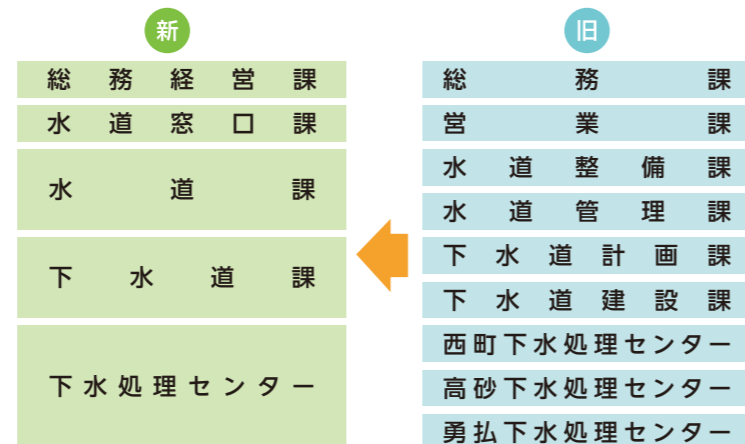 新
総務経営課
水道窓口課
水道課
下水道課
下水処理センター
旧
総務課
営業課
水道整備課
水道管理課
下水道計画課
下水道建設課
西町下水処理センター
高砂下水処理センター
勇払下水処理センター